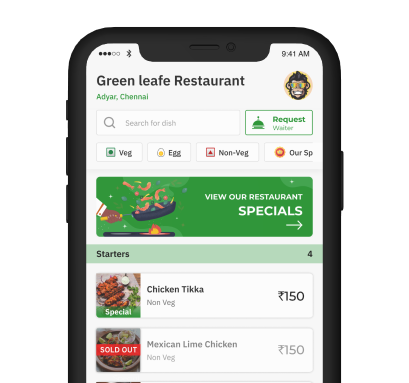 9:41 AM
Green leafe Restaurant
Adyar, Chennai
Search for dish
Request
Waiter
Veg
Egg
Non-Veg
Our Sp
VIEW OUR RESTAURANT
SPECIALS
Starters
4
Special
Chicken Tikka
Non Veg
₹150
SOLD OUT
Mexican Lime Chicken
Non Veg
₹150